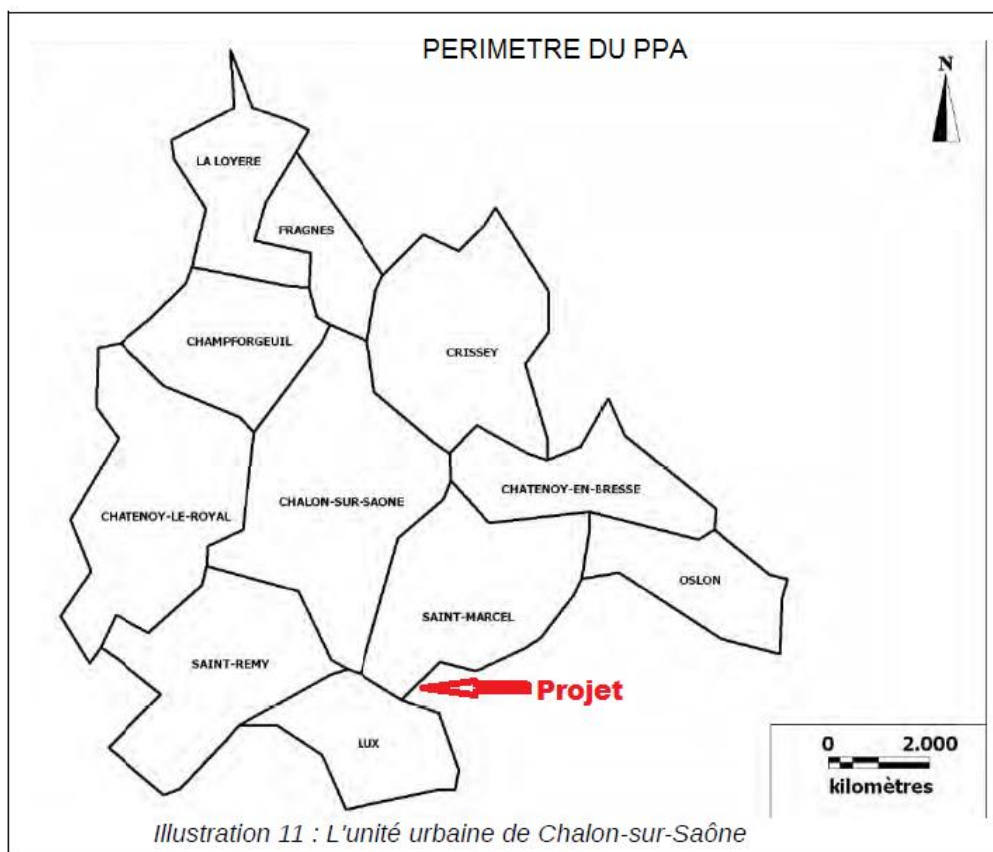 PERIMETRE DU PPA
N
LA LOYERE
FRAGNES
CHAMPFORGEUIL
CRISSEY
CHATENOY-EN-BRESSE
CHALON-SUR-SAONE
CHATENOY-LE-ROYAL
OSLON
SAINT-MARCEL
SAINT-REMY
Projet
LUX
0 2.000
kilomètres
Illustration 11 : L'unité urbaine de Chalon-sur-Saône